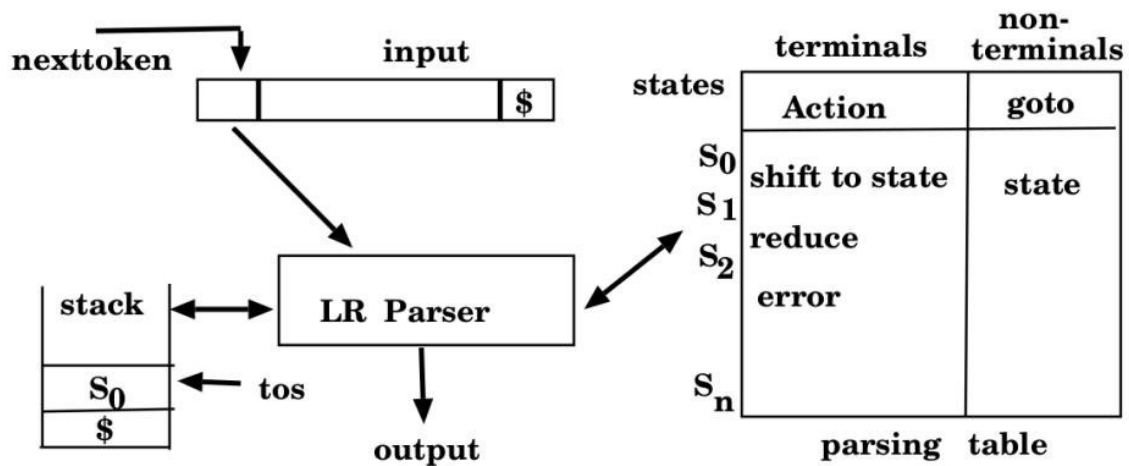 nexttoken
input
$
stack
S0
$
tos
LR Parser
output
terminals
non-
terminals
states
Action
goto
S0
shift to state
state
S1
reduce
S2
error
Sn
parsing table